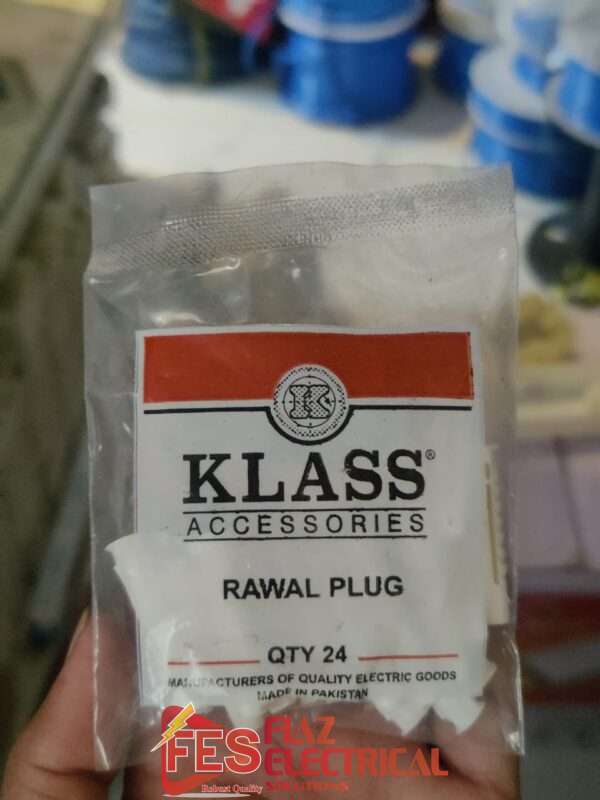 K
KLASS®
ACCESSORIES
RAWAL PLUG
QTY 24
MANUFACTURERS OF QUALITY ELECTRIC GOODS
MADE IN PAKISTAN
FES FIAZ
ELECTRICAL
Robust Quality SOLUTIONS